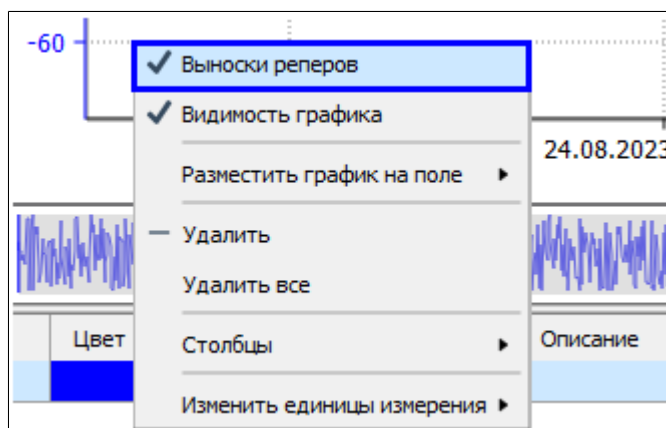 -60
Выноски реперов
Видимость графика
24.08.2023
Разместить график на поле
Удалить
Удалить все
Цвет
Столбцы
Описание
Изменить единицы измерения